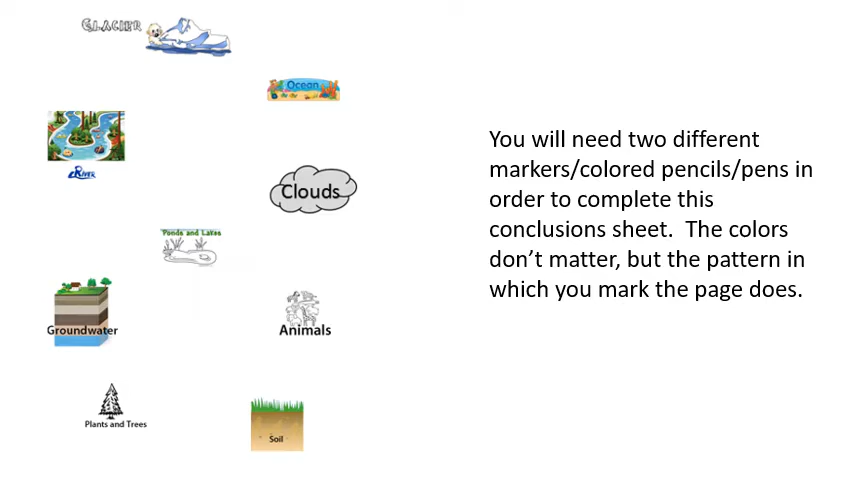 GLACIER
Ocean
RIVER
Clouds
Ponds and Lakes
Groundwater
Animals
Plants and Trees
Soil
You will need two different
markers/colored pencils/pens in
order to complete this
conclusions sheet.  The colors
don’t matter, but the pattern in
which you mark the page does.